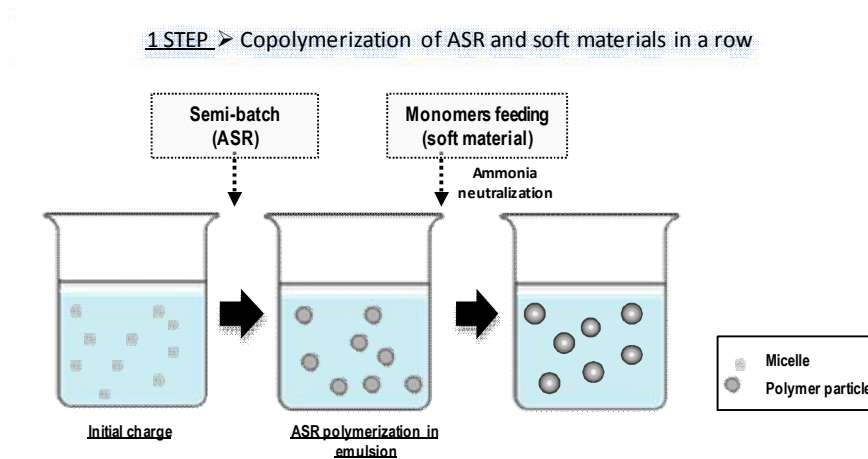 1 STEP ➢ Copolymerization of ASR and soft materials in a row
Semi-batch
(ASR)
Monomers feeding
(soft material)
Ammonia
neutralization
Initial charge
ASR polymerization in
emulsion
Micelle
Polymer particle